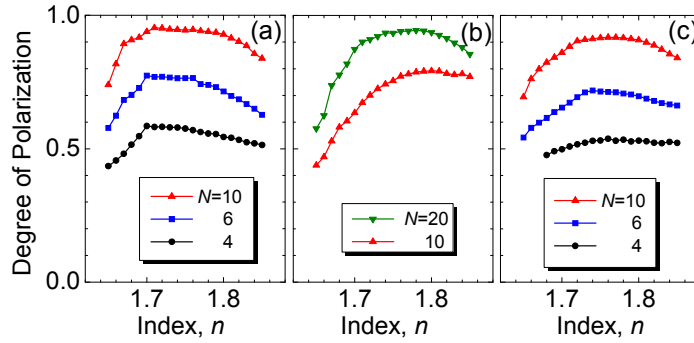 Degree of Polarization
1.0
0.5
0.0
(a)
N=10
6
4
1.7
1.8
Index, n
(b)
N=20
10
1.7
1.8
Index, n
(c)
N=10
6
4
1.7
1.8
Index, n